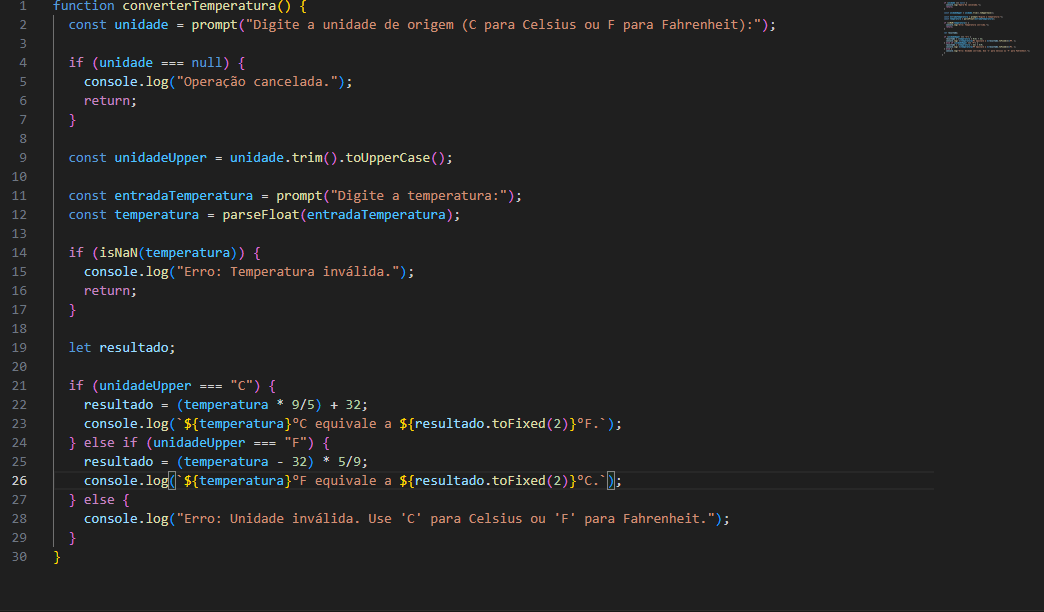 1 function converterTemperatura() {
2 const unidade = prompt("Digite a unidade de origem (C para Celsius ou F para Fahrenheit):");
3
4 if (unidade === null) {
5 console.log("Operação cancelada.");
6 return;
7 }
8
9 const unidadeUpper = unidade.trim().toUpperCase();
10
11 const entradaTemperatura = prompt("Digite a temperatura:");
12 const temperatura = parseFloat(entradaTemperatura);
13
14 if (isNaN(temperatura)) {
15 console.log("Erro: Temperatura inválida.");
16 return;
17 }
18
19 let resultado;
20
21 if (unidadeUpper === "C") {
22 resultado = (temperatura * 9/5) + 32;
23 console.log(`${temperatura}°C equivale a ${resultado.toFixed(2)}°F.`);
24 } else if (unidadeUpper === "F") {
25 resultado = (temperatura - 32) * 5/9;
26 console.log(`${temperatura}°F equivale a ${resultado.toFixed(2)}°C.`);
27 } else {
28 console.log("Erro: Unidade inválida. Use 'C' para Celsius ou 'F' para Fahrenheit.");
29 }
30 }